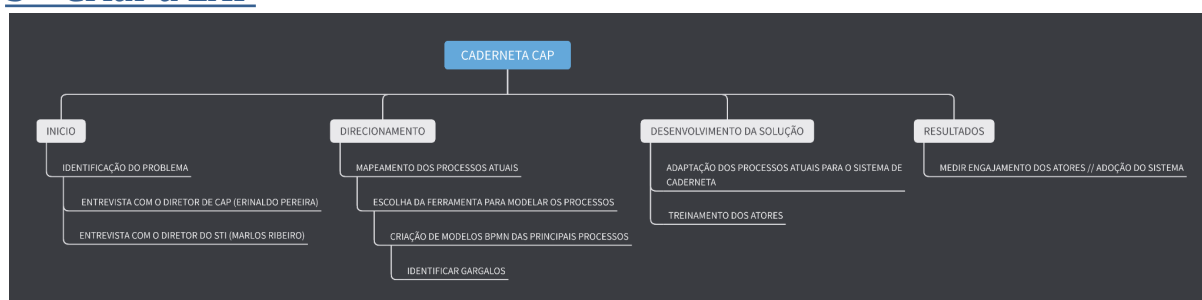 CADERNETA CAP
INICIO
DIRECIONAMENTO
DESENVOLVIMENTO DA SOLUÇÃO
RESULTADOS
IDENTIFICAÇÃO DO PROBLEMA
ENTREVISTA COM O DIRETOR DE CAP (ERINALDO PEREIRA)
ENTREVISTA COM O DIRETOR DO STI (MARLOS RIBEIRO)
MAPEAMENTO DOS PROCESSOS ATUAIS
ESCOLHA DA FERRAMENTA PARA MODELAR OS PROCESSOS
CRIAÇÃO DE MODELOS BPMN DAS PRINCIPAIS PROCESSOS
IDENTIFICAR GARGALOS
ADAPTAÇÃO DOS PROCESSOS ATUAIS PARA O SISTEMA DE
CADERNETA
TREINAMENTO DOS ATORES
MEDIR ENGAJAMENTO DOS ATORES // ADOÇÃO DO SISTEMA